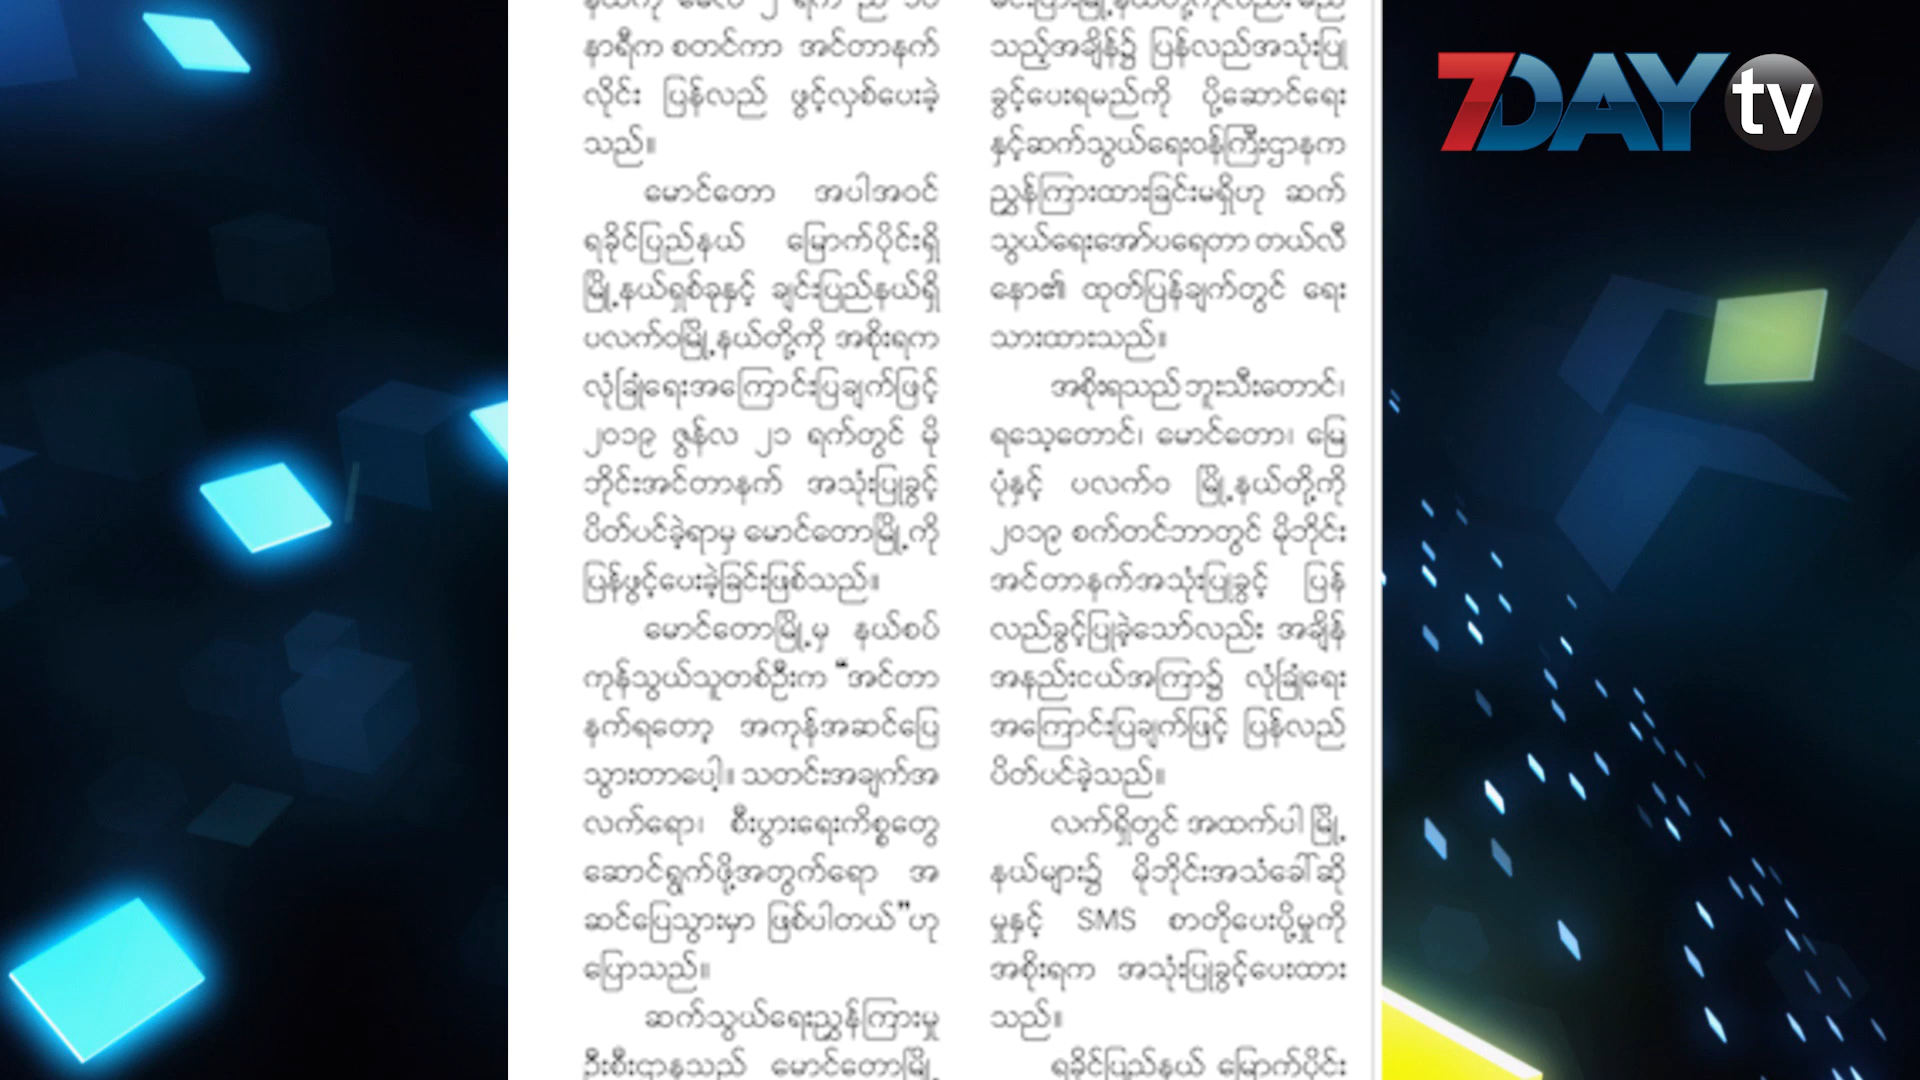 နာရီက စတင်ကာ အင်တာနက်
လိုင်း ပြန်လည် ဖွင့်လှစ်ပေးခဲ့
သည်။
မောင်တော အပါအဝင်
ရခိုင်ပြည်နယ် မြောက်ပိုင်းရှိ
မြို့နယ်ရှစ်ခုနှင့် ချင်းပြည်နယ်ရှိ
ပလက်ဝမြို့နယ်တို့ကို အစိုးရက
လုံခြုံရေးအကြောင်းပြချက်ဖြင့်
၂၀၁၉ ဇွန်လ ၂၁ ရက်တွင် မို
ဘိုင်းအင်တာနက် အသုံးပြုခွင့်
ပိတ်ပင်ခဲ့ရာမှ မောင်တောမြို့ကို
ပြန်ဖွင့်ပေးခဲ့ခြင်းဖြစ်သည်။
မောင်တောမြို့မှ နယ်စပ်
ကုန်သွယ်သူတစ်ဦးက “အင်တာ
နက်ရတော့ အကုန်အဆင်ပြေ
သွားတာပေါ့။ သတင်းအချက်အ
လက်ရော၊ စီးပွားရေးကိစ္စတွေ
ဆောင်ရွက်ဖို့အတွက်ရော အ
ဆင်ပြေသွားမှာ ဖြစ်ပါတယ်”ဟု
ပြောသည်။
ဆက်သွယ်ရေးညွှန်ကြားမှု
ဦးစီးဌာနသည် မောင်တောမြို့
သည့်အချိန်၌ ပြန်လည်အသုံးပြု
ခွင့်ပေးရမည်ကို ပို့ဆောင်ရေး
နှင့်ဆက်သွယ်ရေးဝန်ကြီးဌာနက
ညွှန်ကြားထားခြင်းမရှိဟု ဆက်
သွယ်ရေးအော်ပရေတာ တယ်လီ
နော၏ ထုတ်ပြန်ချက်တွင် ရေး
သားထားသည်။
အစိုးရသည် ဘူးသီးတောင်၊
ရသေ့တောင်၊ မောင်တော၊ မြေ
ပုံနှင့် ပလက်ဝ မြို့နယ်တို့ကို
၂၀၁၉ စက်တင်ဘာတွင် မိုဘိုင်း
အင်တာနက်အသုံးပြုခွင့် ပြန်
လည်ခွင့်ပြုခဲ့သော်လည်း အချိန်
အနည်းငယ်အကြာ၌ လုံခြုံရေး
အကြောင်းပြချက်ဖြင့် ပြန်လည်
ပိတ်ပင်ခဲ့သည်။
လက်ရှိတွင် အထက်ပါ မြို့
နယ်များ၌ မိုဘိုင်းအသံခေါ်ဆို
မှုနှင့် SMS စာတိုပေးပို့မှုကို
အစိုးရက အသုံးပြုခွင့်ပေးထား
သည်။
ရခိုင်ပြည်နယ် မြောက်ပိုင်း
7DAY tv